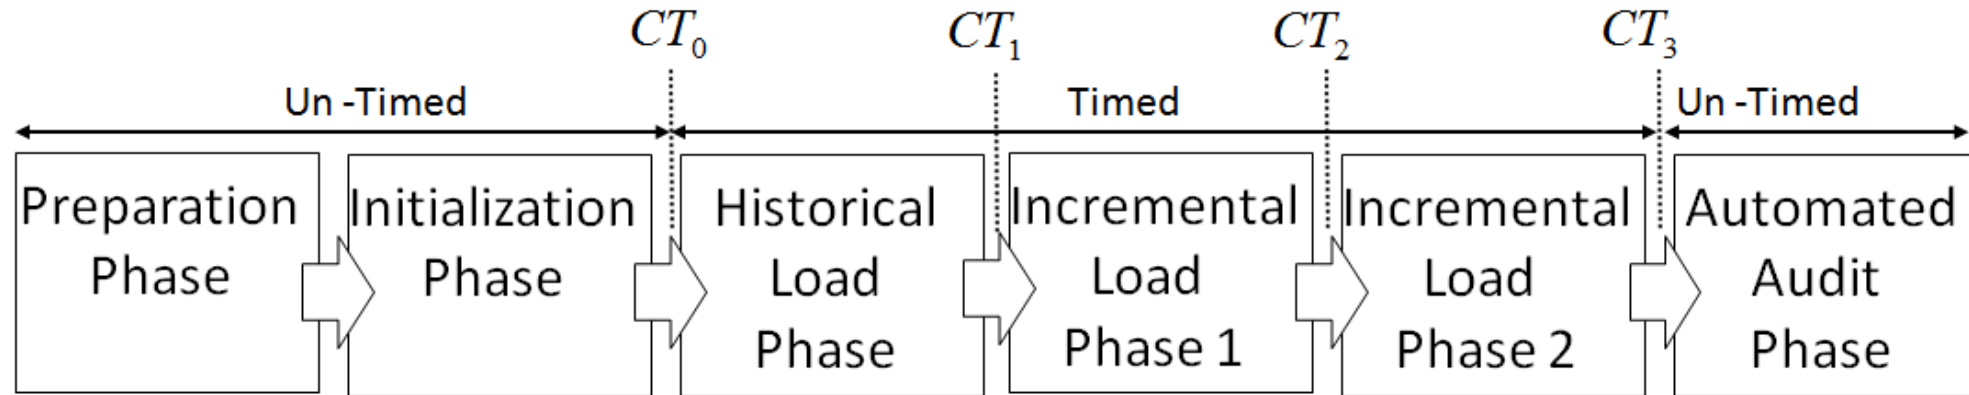 CT0 CT1 CT2 CT3
Un -Timed Timed Un -Timed
Preparation
Phase
Initialization
Phase
Historical
Load
Phase
Incremental
Load
Phase 1
Incremental
Load
Phase 2
Automated
Audit
Phase